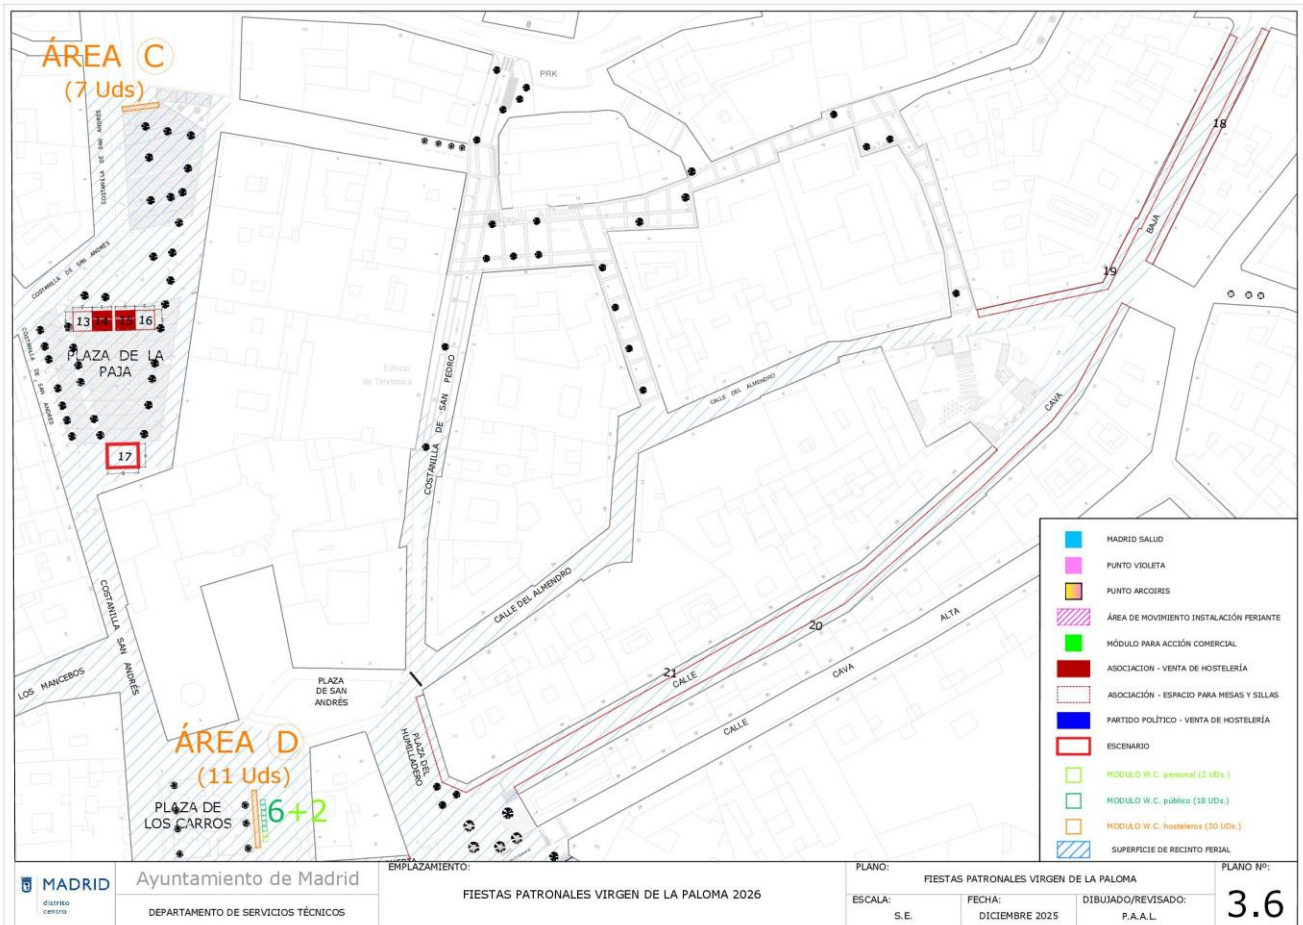 ÁREA C
(7 Uds)
8
PRK
COSTANILLA DE SAN ANDRÉS
COSTANILLA DE SAN ANDRÉS
COSTANILLA DE SAN ANDRÉS
13
14
15
16
PLAZA DE LA
PAJA
17
Edificio
de Telefónica
COSTANILLA DE SAN PEDRO
CALLE DEL ALMENDRO
18
BAJA
19
CAVA
COSTANILLA SAN ANDRÉS
LOS MANCEBOS
CALLE DEL ALMENDRO
PLAZA
DE SAN
ANDRÉS
20
21
CALLE
ALTA
CAVA
CALLE
PLAZA DEL
HUMILLADERO
ÁREA D
(11 Uds)
PLAZA DE
LOS CARROS
6+2
MADRID SALUD
PUNTO VIOLETA
PUNTO ARCOIRIS
ÁREA DE MOVIMIENTO INSTALACIÓN FERIANTE
MÓDULO PARA ACCIÓN COMERCIAL
ASOCIACION - VENTA DE HOSTELERÍA
ASOCIACIÓN - ESPACIO PARA MESAS Y SILLAS
PARTIDO POLÍTICO - VENTA DE HOSTELERÍA
ESCENARIO
MODULO W.C. personal (2 UDs.)
MODULO W.C. público (18 UDs.)
MODULO W.C. hosteleros (30 UDs.)
SUPERFICIE DE RECINTO FERIAL
MADRID
distrito
centro
Ayuntamiento de Madrid
DEPARTAMENTO DE SERVICIOS TÉCNICOS
EMPLAZAMIENTO:
FIESTAS PATRONALES VIRGEN DE LA PALOMA 2026
PLANO:
FIESTAS PATRONALES VIRGEN DE LA PALOMA
ESCALA:
S.E.
FECHA:
DICIEMBRE 2025
DIBUJADO/REVISADO:
P.A.A.L.
PLANO Nº:
3.6